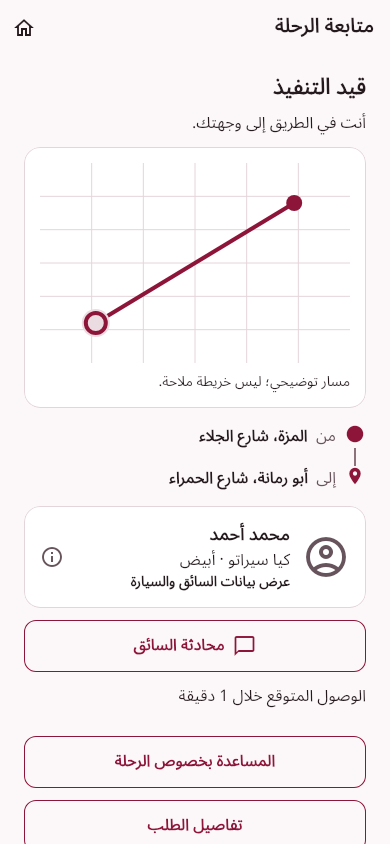 متابعة الرحلة
قيد التنفيذ
أنت في الطريق إلى وجهتك.
مسار توضيحي؛ ليس خريطة ملاحة.
من المزة، شارع الجلاء
إلى أبو رمانة، شارع الحمراء
محمد أحمد
كيا سيراتو · أبيض
عرض بيانات السائق والسيارة
محادثة السائق
الوصول المتوقع خلال 1 دقيقة
المساعدة بخصوص الرحلة
تفاصيل الطلب